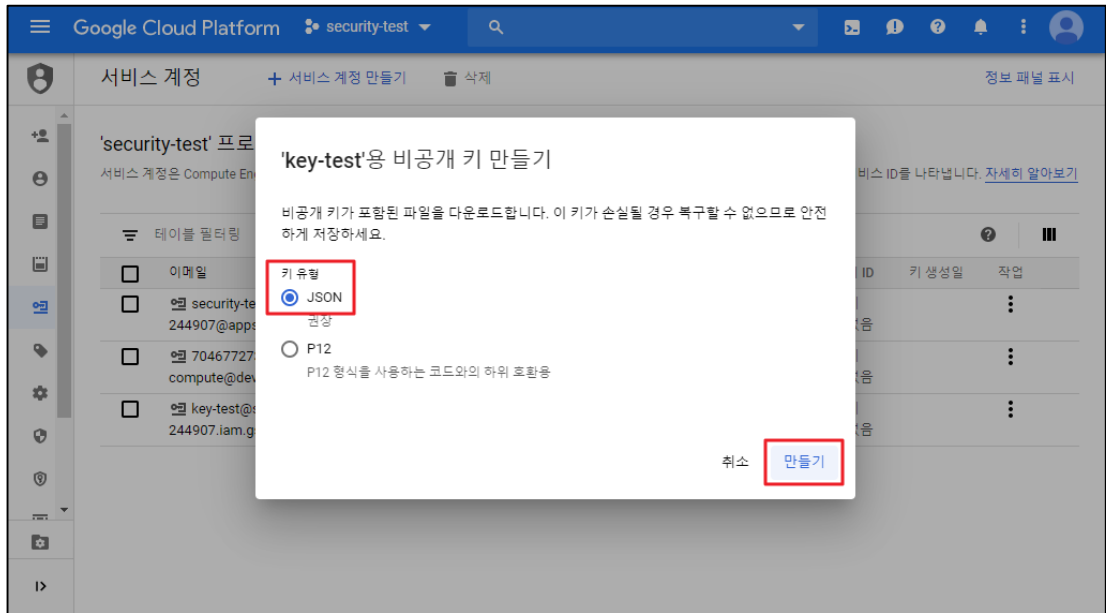 Google Cloud Platform security-test
서비스 계정 + 서비스 계정 만들기 삭제 정보 패널 표시
'security-test' 프로
서비스 계정은 Compute En
비스 ID를 나타냅니다. 자세히 알아보기
'key-test'용 비공개 키 만들기
비공개 키가 포함된 파일을 다운로드합니다. 이 키가 손실될 경우 복구할 수 없으므로 안전
하게 저장하세요.
테이블 필터링
이메일
ID 키 생성일 작업
키 유형
JSON
권장
P12
P12 형식을 사용하는 코드와의 하위 호환용
security-te
244907@apps
음
70467727
compute@dev
음
key-test@s
244907.iam.g
음
취소 만들기